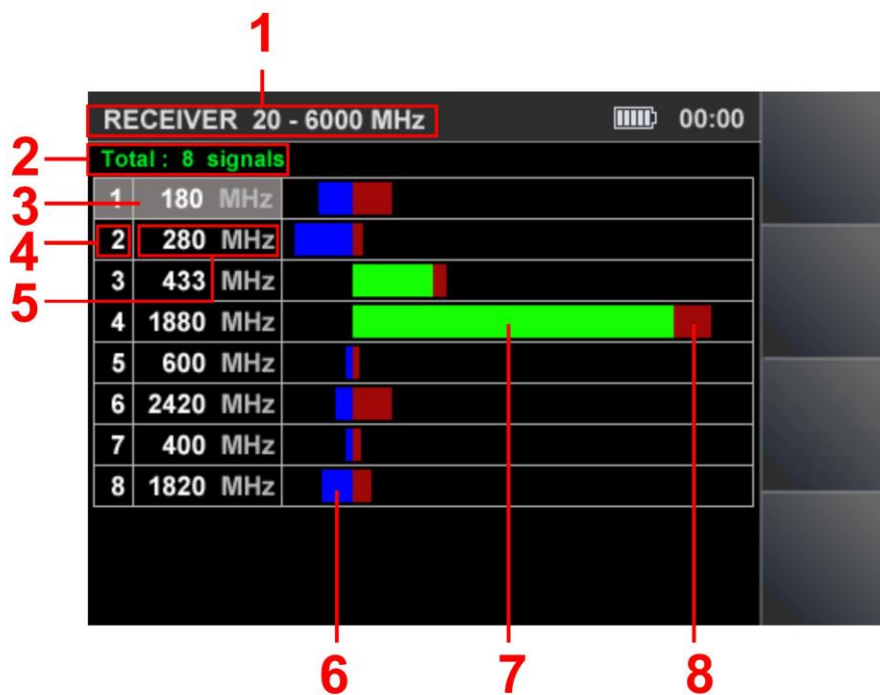 1
RECEIVER 20 - 6000 MHz 00:00
2 Total : 8 signals
3 1 180 MHz
4 2 280 MHz
5 3 433 MHz
4 1880 MHz
5 600 MHz
6 2420 MHz
7 400 MHz
8 1820 MHz
6 7 8